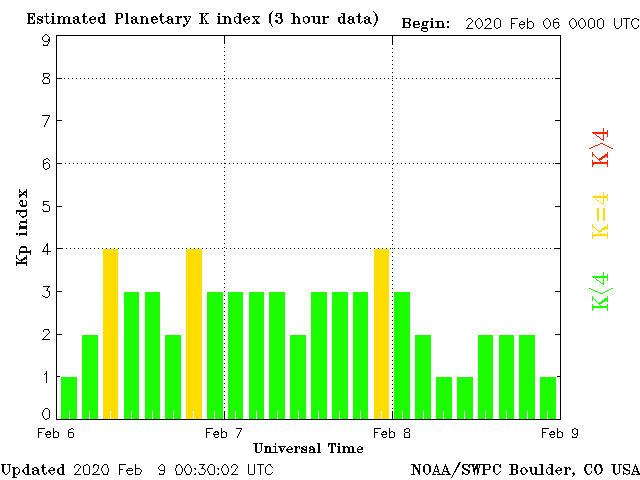 Estimated Planetary K index (3 hour data) Begin: 2020 Feb 06 0000 UTC
9
8
7
6
5
4
3
2
1
0
Kp index
K>4
K=4
K<4
Feb 6 Feb 7 Feb 8 Feb 9
Universal Time
Updated 2020 Feb 9 00:30:02 UTC NOAA/SWPC Boulder, CO USA